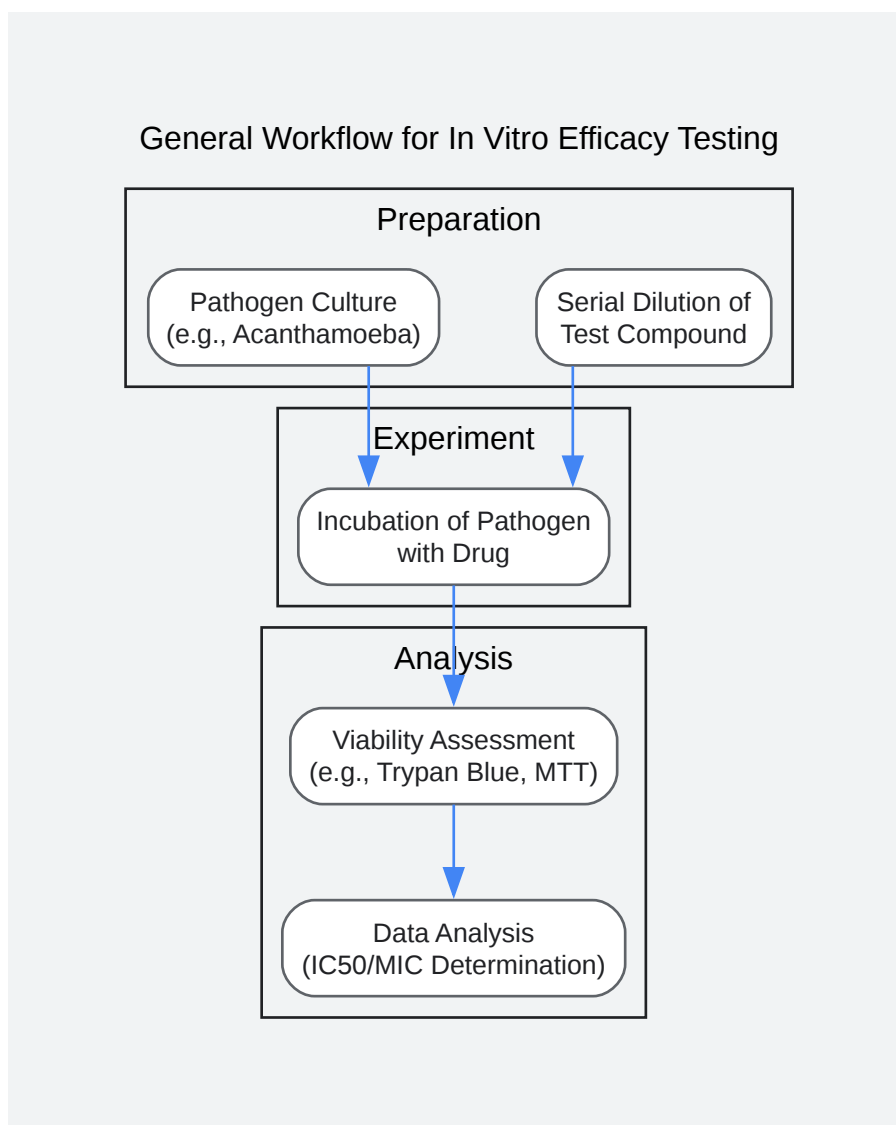 General Workflow for In Vitro Efficacy Testing
Preparation
Pathogen Culture
(e.g., Acanthamoeba)
Serial Dilution of
Test Compound
Experiment
Incubation of Pathogen
with Drug
Analysis
Viability Assessment
(e.g., Trypan Blue, MTT)
Data Analysis
(IC50/MIC Determination)